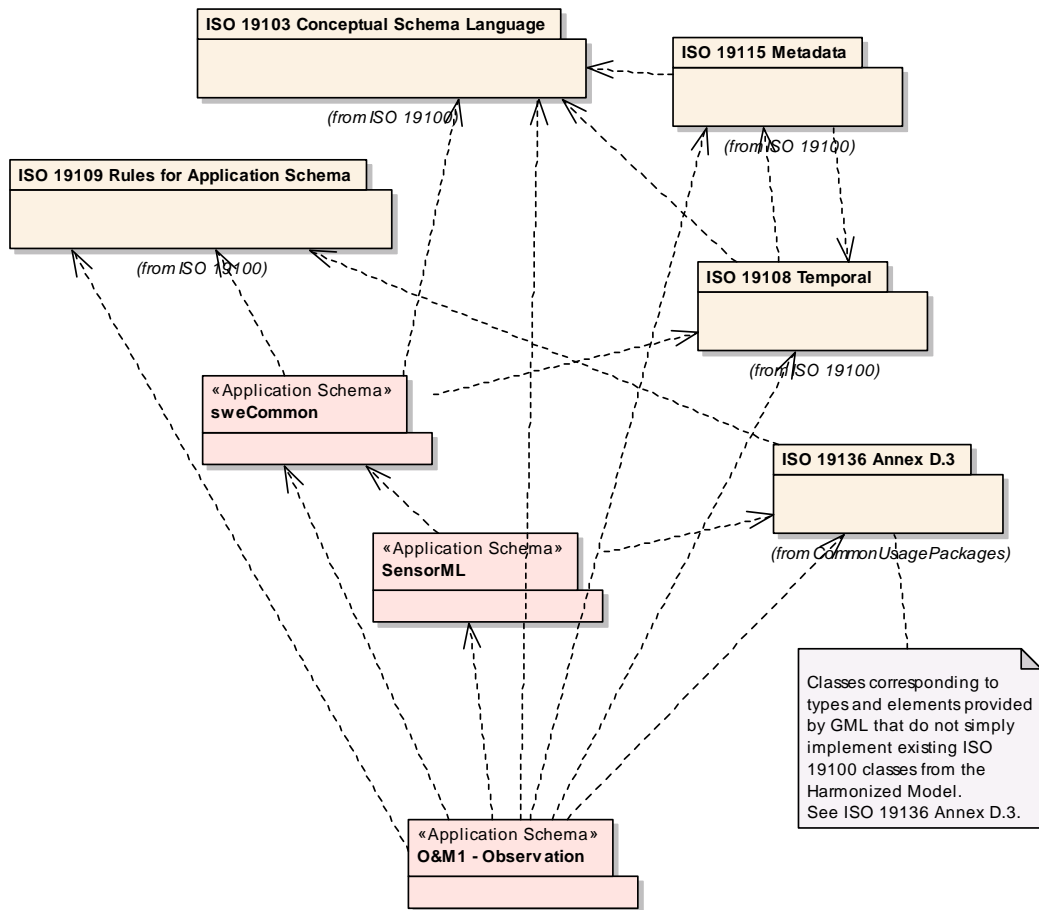 ISO 19103 Conceptual Schema Language
ISO 19115 Metadata
(from ISO 19100)
(from ISO 19100)
ISO 19109 Rules for Application Schema
(from ISO 19100)
ISO 19108 Temporal
(from ISO 19100)
«Application Schema»
sweCommon
ISO 19136 Annex D.3
(from CommonUsagePackages)
«Application Schema»
SensorML
Classes corresponding to
types and elements provided
by GML that do not simply
implement existing ISO
19100 classes from the
Harmonized Model.
See ISO 19136 Annex D.3.
«Application Schema»
O&M1 - Observation